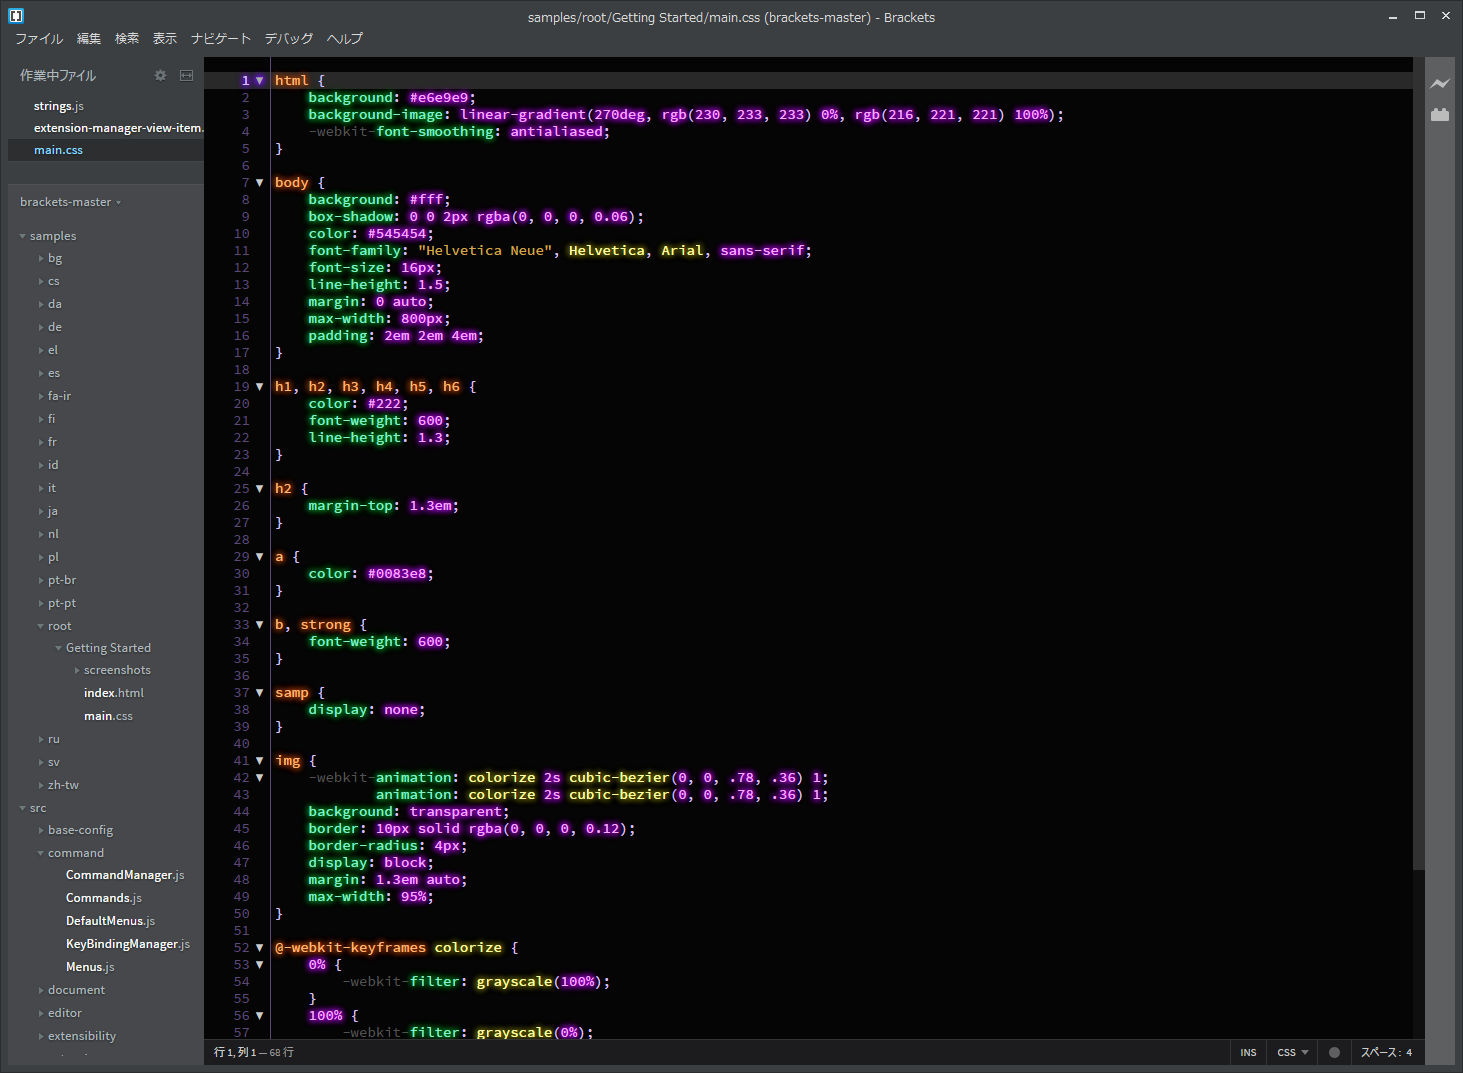 samples/root/Getting Started/main.css (brackets-master) - Brackets
ファイル 編集 検索 表示 ナビゲート デバッグ ヘルプ
作業中ファイル
strings.js
extension-manager-view-item.
main.css
brackets-master
samples
bg
cs
da
de
el
es
fa-ir
fi
fr
id
it
ja
nl
pl
pt-br
pt-pt
root
Getting Started
screenshots
index.html
main.css
ru
sv
zh-tw
src
base-config
command
CommandManager.js
Commands.js
DefaultMenus.js
KeyBindingManager.js
Menus.js
document
editor
extensibility
1 html {
2 background: #e6e9e9;
3 background-image: linear-gradient(270deg, rgb(230, 233, 233) 0%, rgb(216, 221, 221) 100%);
4 -webkit-font-smoothing: antialiased;
5 }
6
7 body {
8 background: #fff;
9 box-shadow: 0 0 2px rgba(0, 0, 0, 0.06);
10 color: #545454;
11 font-family: "Helvetica Neue", Helvetica, Arial, sans-serif;
12 font-size: 16px;
13 line-height: 1.5;
14 margin: 0 auto;
15 max-width: 800px;
16 padding: 2em 2em 4em;
17 }
18
19 h1, h2, h3, h4, h5, h6 {
20 color: #222;
21 font-weight: 600;
22 line-height: 1.3;
23 }
24
25 h2 {
26 margin-top: 1.3em;
27 }
28
29 a {
30 color: #0083e8;
31 }
32
33 b, strong {
34 font-weight: 600;
35 }
36
37 samp {
38 display: none;
39 }
40
41 img {
42 -webkit-animation: colorize 2s cubic-bezier(0, 0, .78, .36) 1;
43 animation: colorize 2s cubic-bezier(0, 0, .78, .36) 1;
44 background: transparent;
45 border: 10px solid rgba(0, 0, 0, 0.12);
46 border-radius: 4px;
47 display: block;
48 margin: 1.3em auto;
49 max-width: 95%;
50 }
51
52 @-webkit-keyframes colorize {
53 0% {
54 -webkit-filter: grayscale(100%);
55 }
56 100% {
57 -webkit-filter: grayscale(0%);
行 1, 列 1 — 68 行
INS CSS スペース: 4